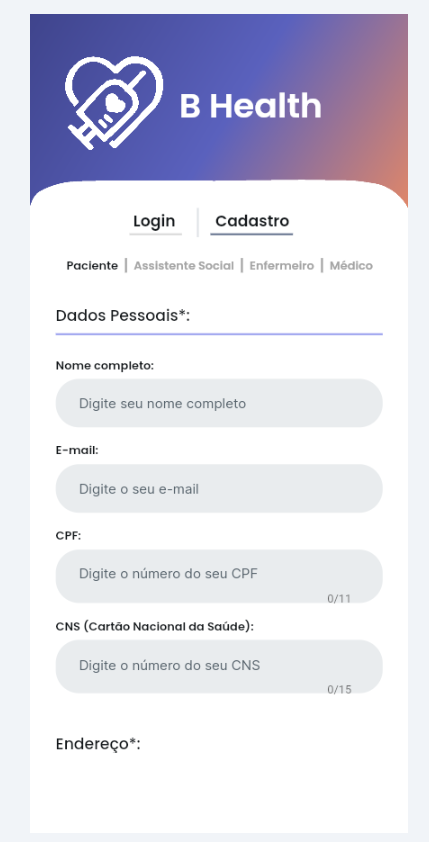 B Health
Login | Cadastro
Paciente | Assistente Social | Enfermeiro | Médico
Dados Pessoais*:
Nome completo:
Digite seu nome completo
E-mail:
Digite o seu e-mail
CPF:
Digite o número do seu CPF
0/11
CNS (Cartão Nacional da Saúde):
Digite o número do seu CNS
0/15
Endereço*: